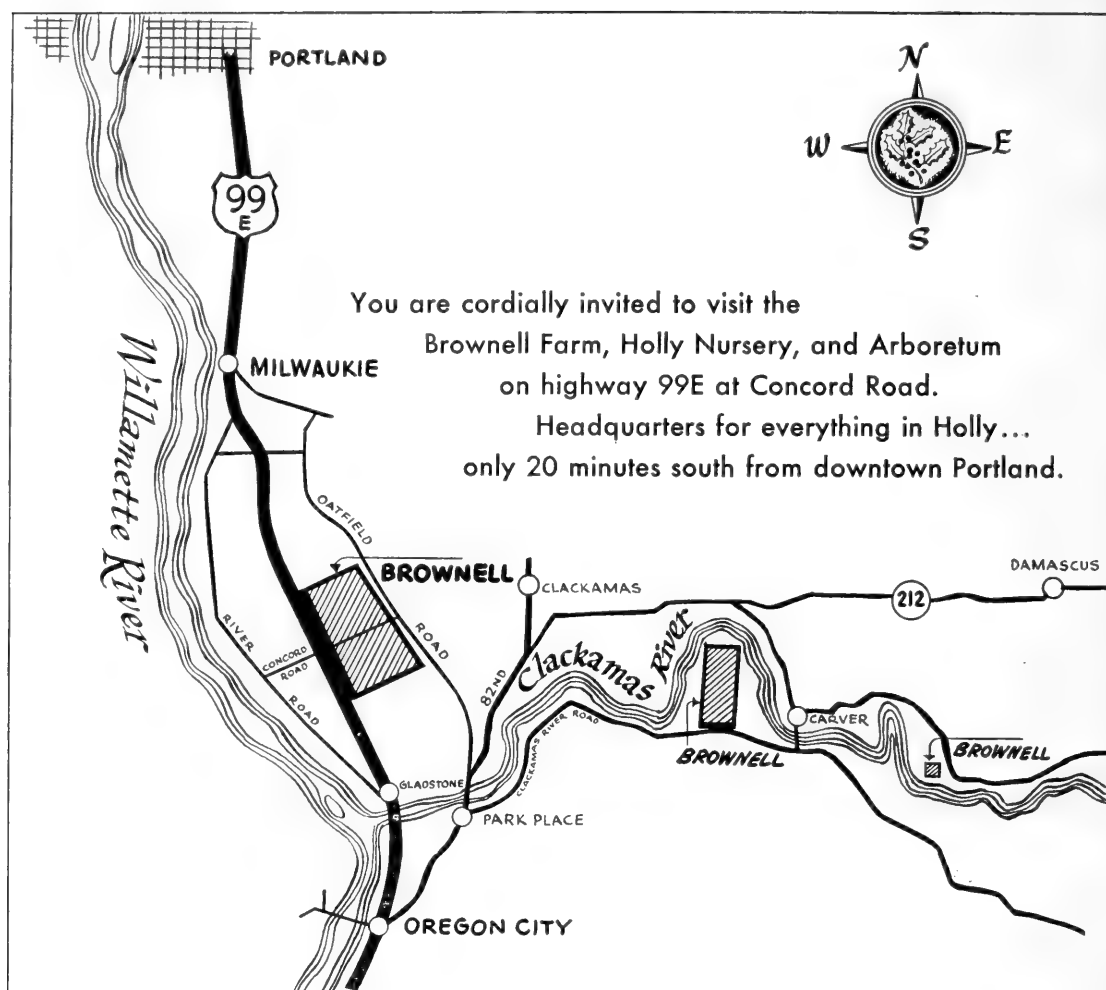 PORTLAND
N
W
E
S
99
E
You are cordially invited to visit the
Brownell Farm, Holly Nursery, and Arboretum
on highway 99E at Concord Road.
Headquarters for everything in Holly...
only 20 minutes south from downtown Portland.
MILWAUKIE
Willamette River
OATFIELD
ROAD
BROWNELL
CLACKAMAS
DAMASCUS
212
RIVER
ROAD
CONCORD
ROAD
82ND
Clackamas River
CLACKAMAS RIVER ROAD
CARVER
BROWNELL
BROWNELL
GLADSTONE
PARK PLACE
OREGON CITY